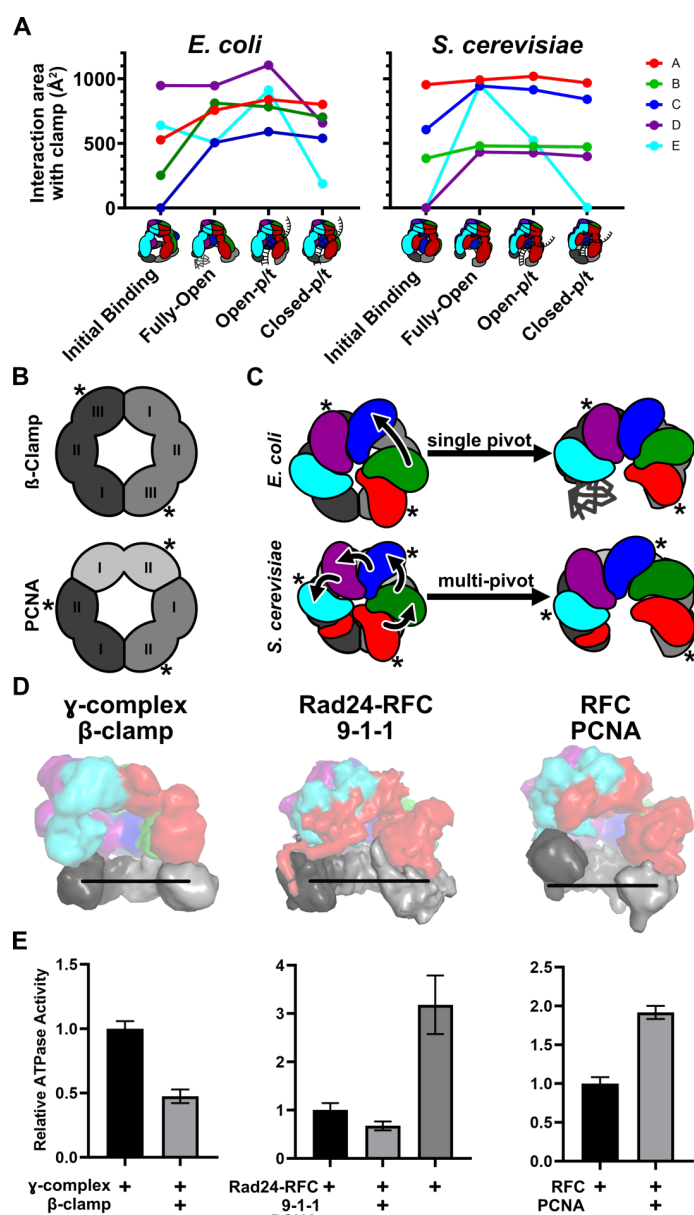 A
E. coli
S. cerevisiae
Interaction area
with clamp (Å²)
1000
500
0
A
B
C
D
E
Initial Binding
Fully-Open
Open-p/t
Closed-p/t
Initial Binding
Fully-Open
Open-p/t
Closed-p/t
B
ß-Clamp
* III I
II II
I III *
PCNA
I II *
* II I
I II *
C
E. coli
single pivot
*
*
S. cerevisiae
multi-pivot
* *
*
* *
*
D
ɣ-complex
β-clamp
Rad24-RFC
9-1-1
RFC
PCNA
E
Relative ATPase Activity
1.5
1.0
0.5
0.0
4
3
2
1
0
2.5
2.0
1.5
1.0
0.5
0.0
ɣ-complex + +
β-clamp +
Rad24-RFC + + +
9-1-1 +
RFC + +
PCNA +